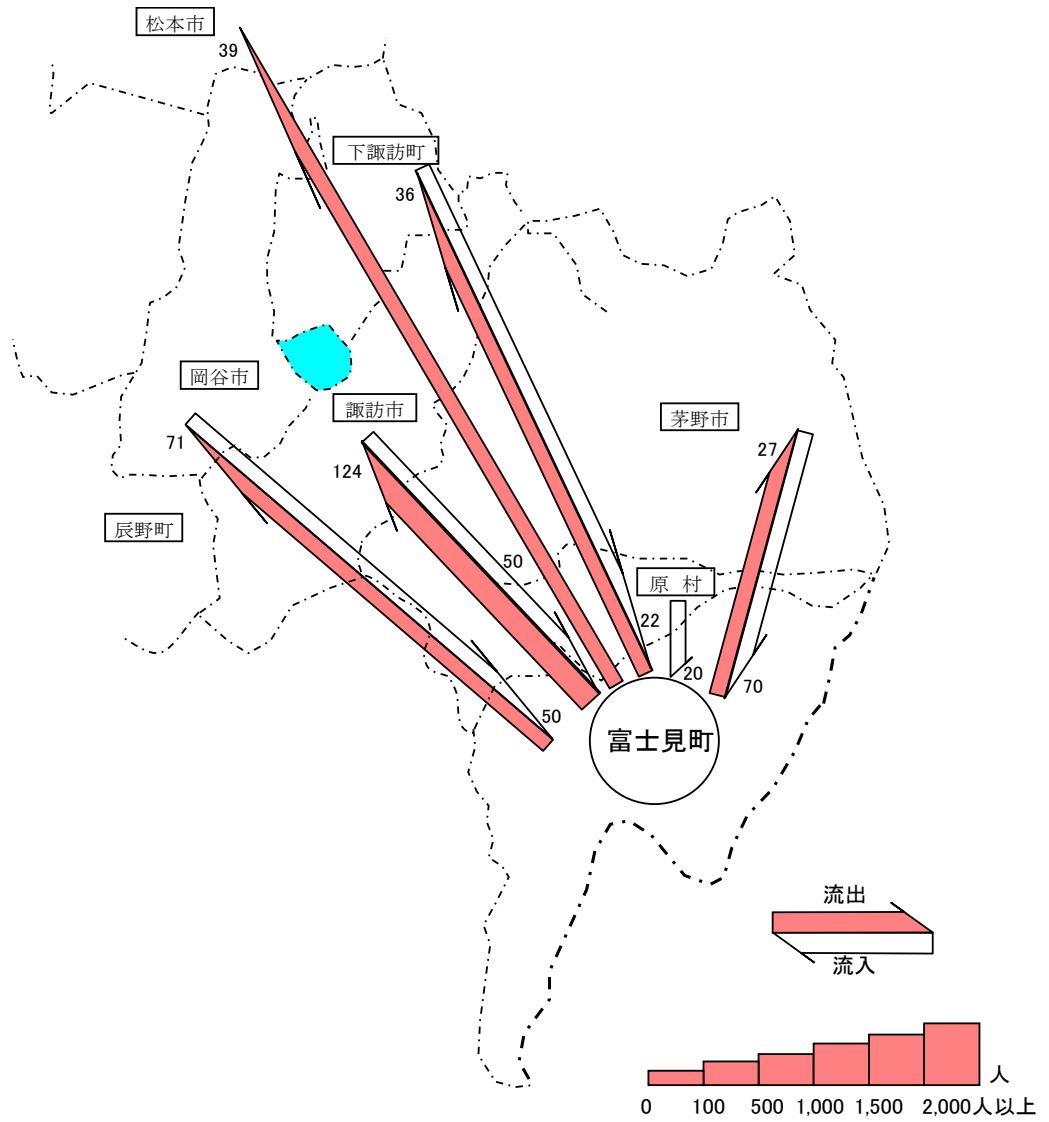 松本市
39
下諏訪町
36
岡谷市
71
諏訪市
124
茅野市
27
辰野町
50
原 村
22
20
70
50
富士見町
流出
流入
人
0 100 500 1,000 1,500 2,000人以上